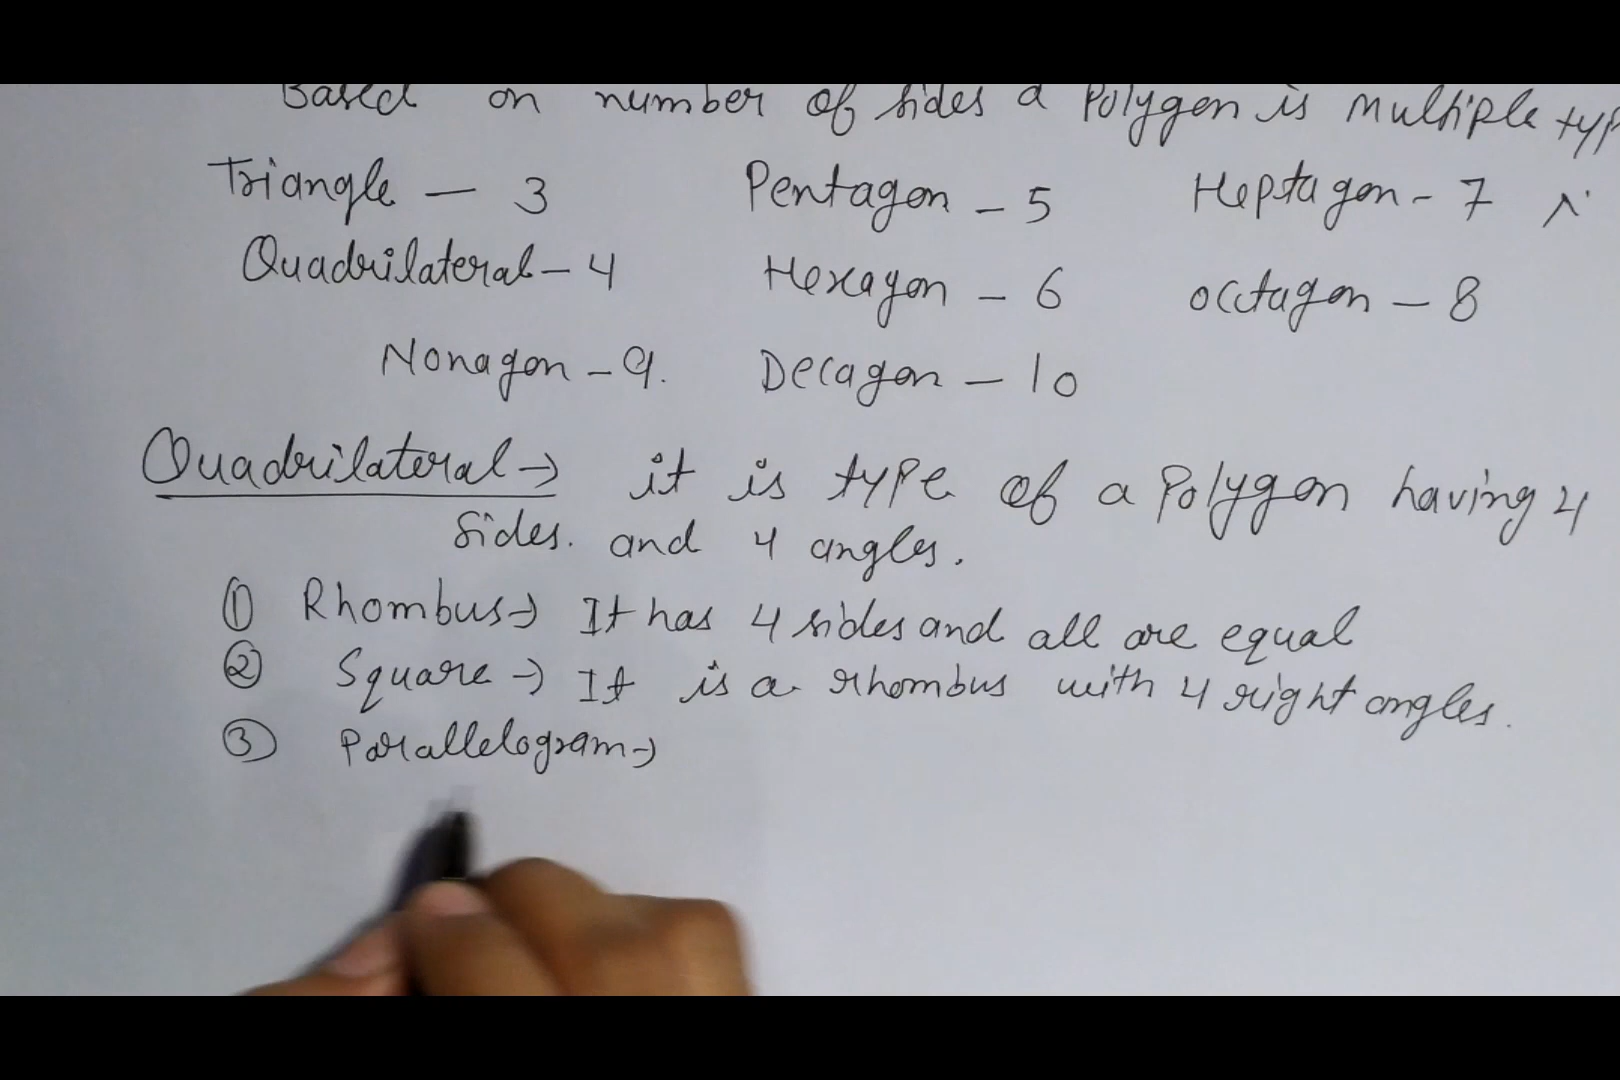 Based on number of sides a Polygon is multiple typ
Triangle — 3 Pentagon - 5 Heptagon - 7
Quadrilateral - 4 Hexagon - 6 octagon - 8
Nonagon - 9. Decagon - 10
Quadrilateral → it is type of a Polygon having 4
Sides. and 4 angles.
① Rhombus → It has 4 sides and all are equal
② Square → It is a rhombus with 4 right angles.
③ Parallelogram →